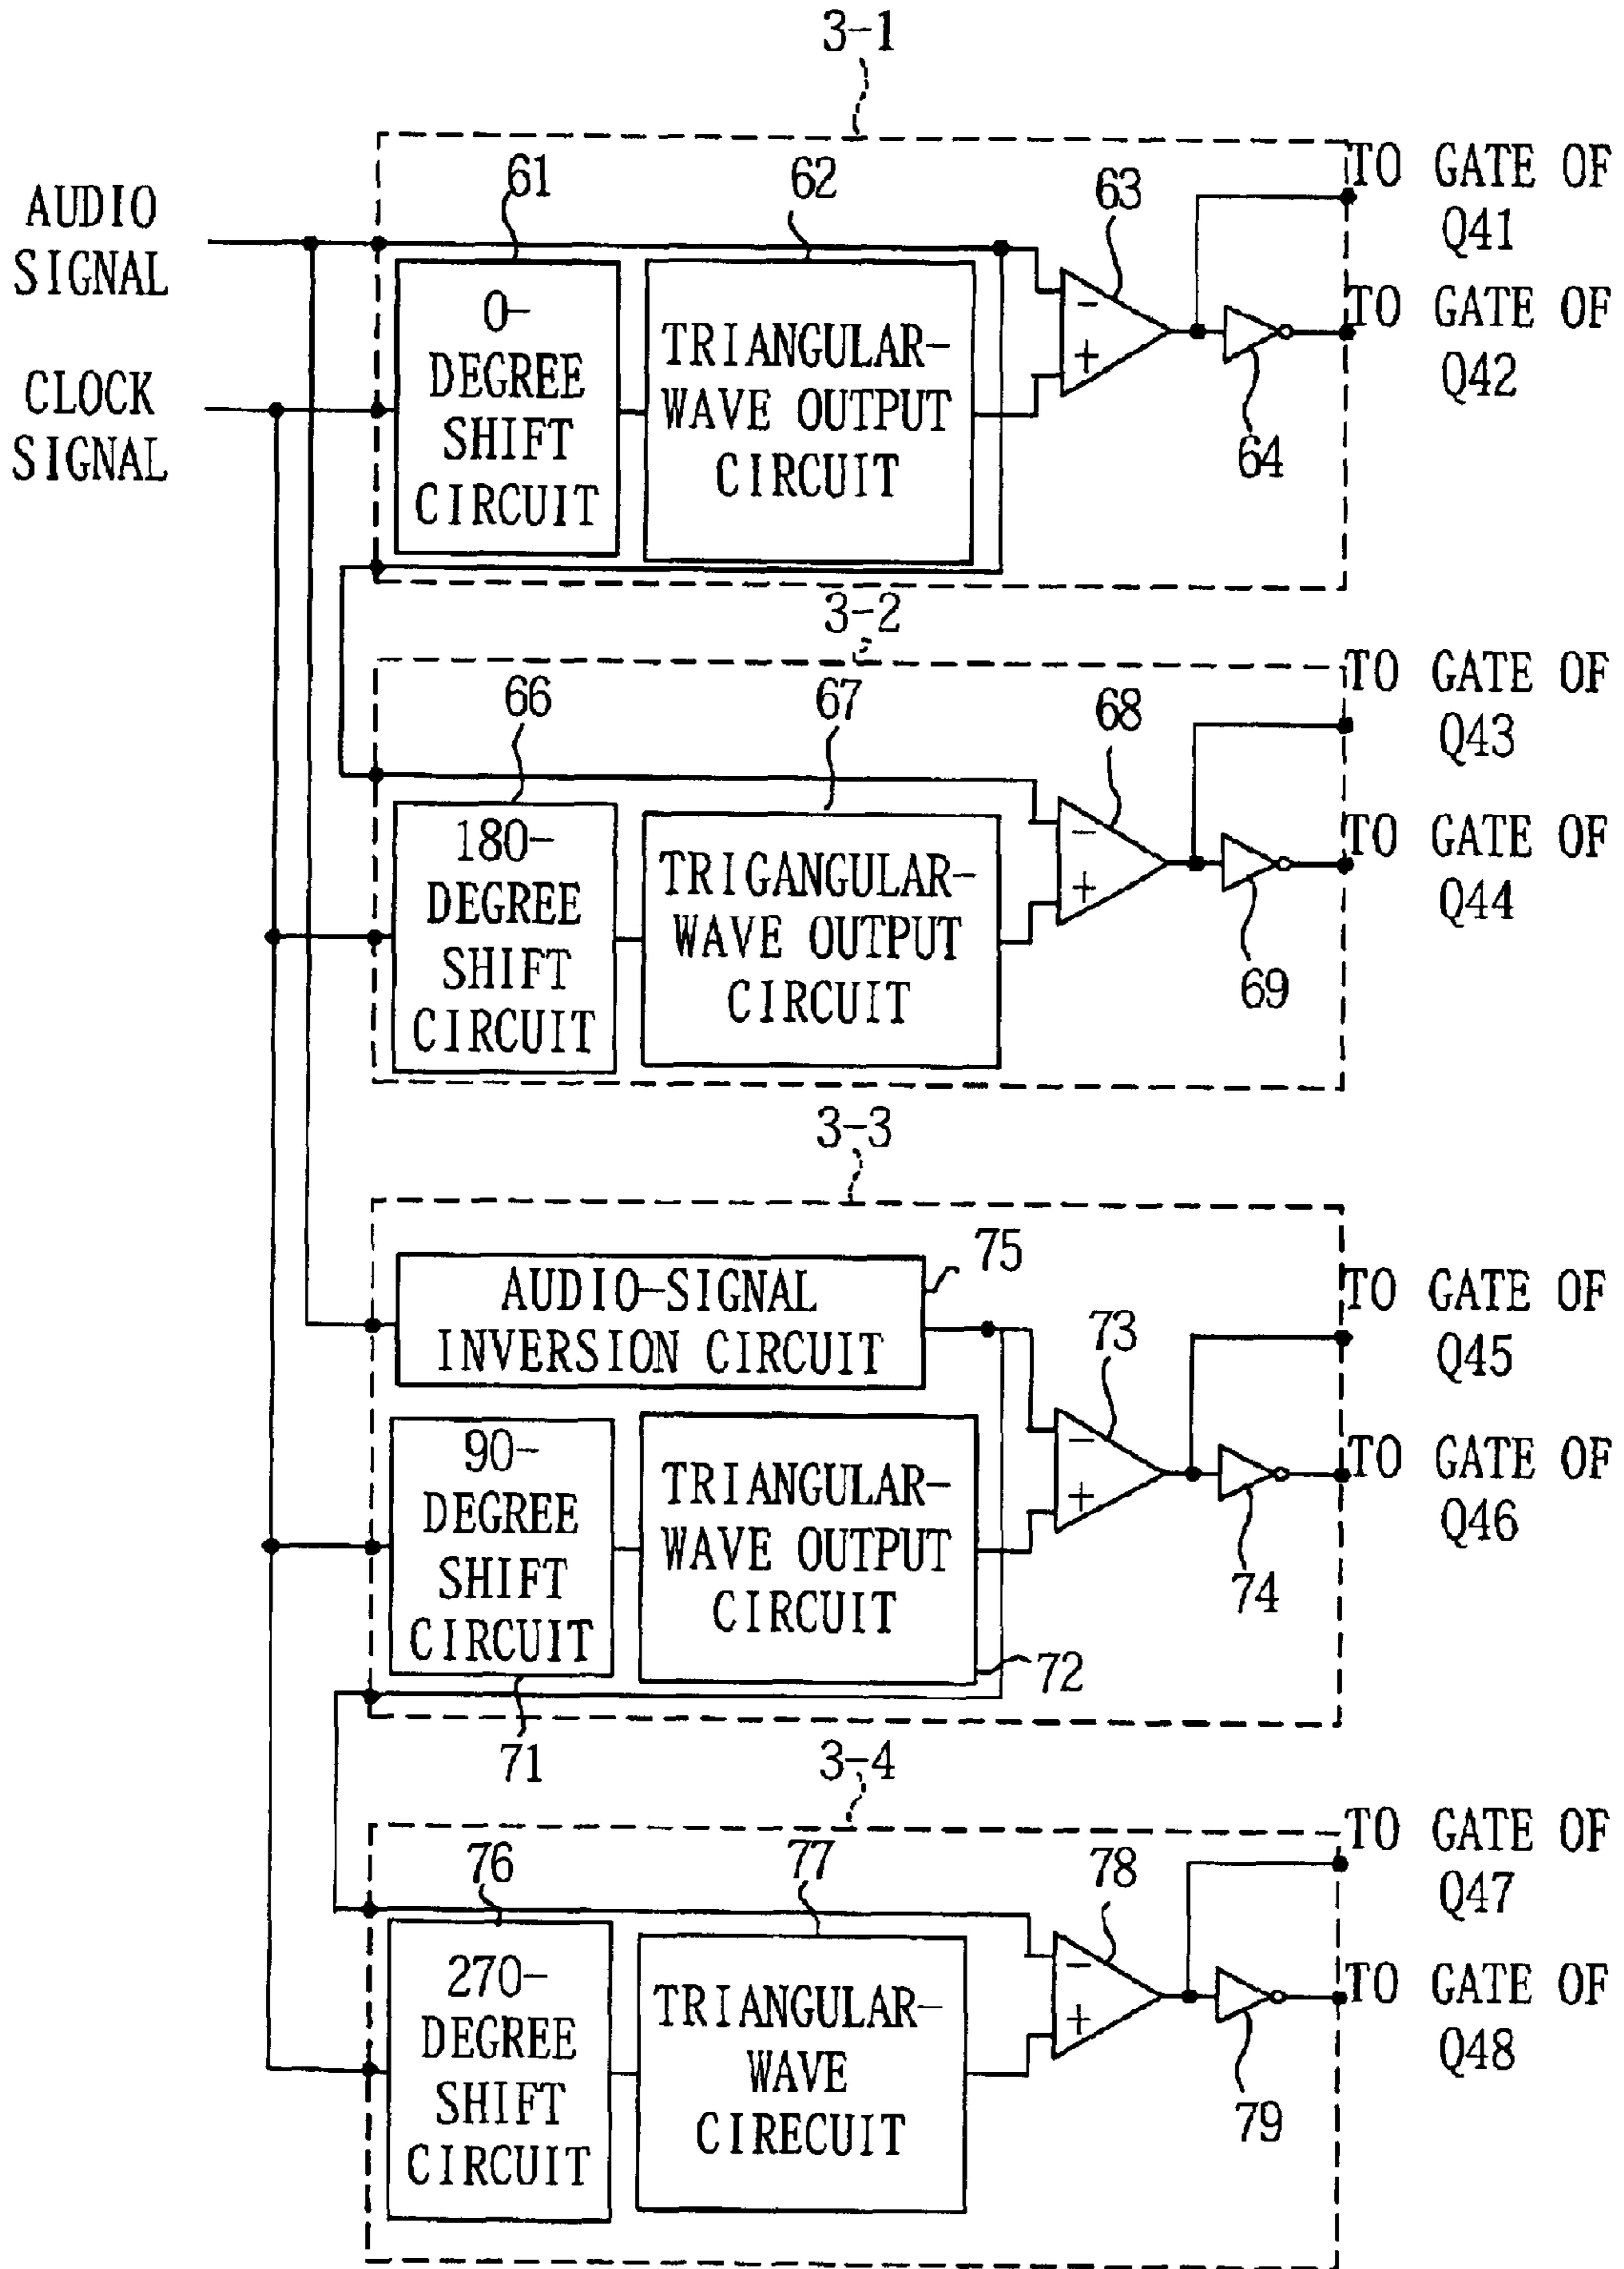 3-1
AUDIO
SIGNAL
CLOCK
SIGNAL
61
62
63
64
0-
DEGREE
SHIFT
CIRCUIT
TRIANGULAR-
WAVE OUTPUT
CIRCUIT
-
+
TO GATE OF
Q41
TO GATE OF
Q42
3-2
66
67
68
69
180-
DEGREE
SHIFT
CIRCUIT
TRIGANGULAR-
WAVE OUTPUT
CIRCUIT
-
+
TO GATE OF
Q43
TO GATE OF
Q44
3-3
75
AUDIO-SIGNAL
INVERSION CIRCUIT
73
90-
DEGREE
SHIFT
CIRCUIT
TRIANGULAR-
WAVE OUTPUT
CIRCUIT
-
+
74
72
71
TO GATE OF
Q45
TO GATE OF
Q46
3-4
76
77
78
79
270-
DEGREE
SHIFT
CIRCUIT
TRIANGULAR-
WAVE
CIRECUIT
-
+
TO GATE OF
Q47
TO GATE OF
Q48